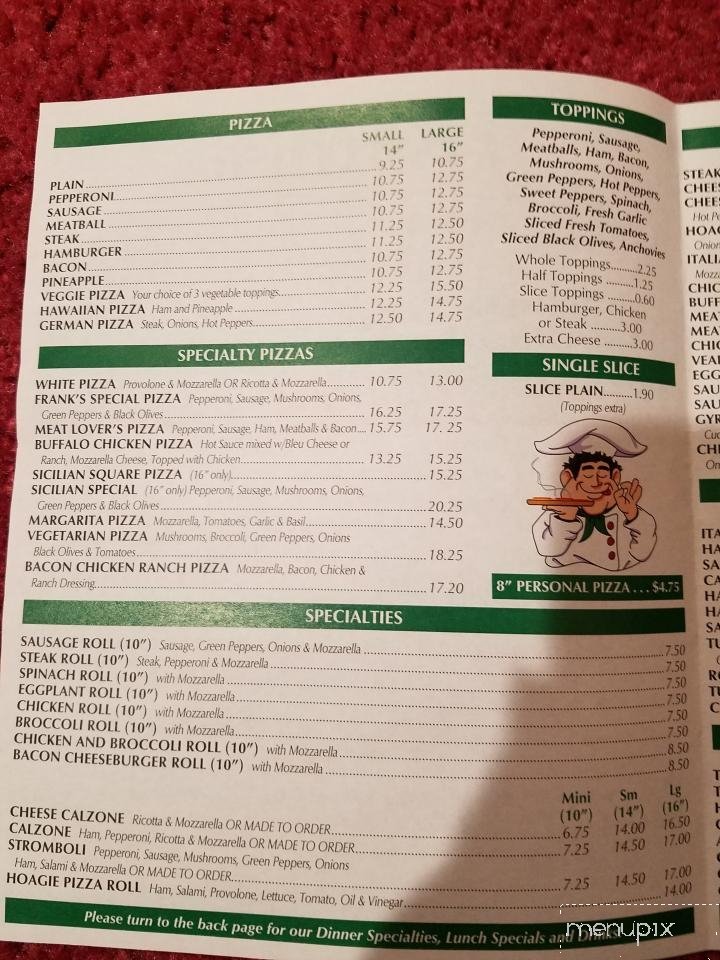 PIZZA
SMALL LARGE
14" 16"
PLAIN 9.25 10.75
PEPPERONI 10.75 12.75
SAUSAGE 10.75 12.75
MEATBALL 10.75 12.75
STEAK 11.25 12.50
HAMBURGER 11.25 12.50
BACON 10.75 12.75
PINEAPPLE 10.75 12.75
VEGGIE PIZZA Your choice of 3 vegetable toppings 12.25 15.50
HAWAIIAN PIZZA Ham and Pineapple 12.25 14.75
GERMAN PIZZA Steak, Onions, Hot Peppers 12.50 14.75
SPECIALTY PIZZAS
WHITE PIZZA Provolone & Mozzarella OR Ricotta & Mozzarella 10.75 13.00
FRANK'S SPECIAL PIZZA Pepperoni, Sausage, Mushrooms, Onions,
Green Peppers & Black Olives 16.25 17.25
MEAT LOVER'S PIZZA Pepperoni, Sausage, Ham, Meatballs & Bacon.... 15.75 17. 25
BUFFALO CHICKEN PIZZA Hot Sauce mixed w/Bleu Cheese or
Ranch, Mozzarella Cheese, Topped with Chicken 13.25 15.25
SICILIAN SQUARE PIZZA (16" only) 15.25
SICILIAN SPECIAL (16" only) Pepperoni, Sausage, Mushrooms, Onions,
Green Peppers & Black Olives 20.25
MARGARITA PIZZA Mozzarella, Tomatoes, Garlic & Basil 14.50
VEGETARIAN PIZZA Mushrooms, Broccoli, Green Peppers, Onions
Black Olives & Tomatoes 18.25
BACON CHICKEN RANCH PIZZA Mozzarella, Bacon, Chicken &
Ranch Dressing 17.20
TOPPINGS
Pepperoni, Sausage,
Meatballs, Ham, Bacon,
Mushrooms, Onions,
Green Peppers, Hot Peppers,
Sweet Peppers, Spinach,
Broccoli, Fresh Garlic
Sliced Fresh Tomatoes,
Sliced Black Olives, Anchovies
Whole Toppings........2.25
Half Toppings ........1.25
Slice Toppings .......0.60
Hamburger, Chicken
or Steak .........3.00
Extra Cheese .........3.00
SINGLE SLICE
SLICE PLAIN.........1.90
(Toppings extra)
8" PERSONAL PIZZA . . . $4.75
SPECIALTIES
SAUSAGE ROLL (10") Sausage, Green Peppers, Onions & Mozzarella 7.50
STEAK ROLL (10") Steak, Pepperoni & Mozzarella 7.50
SPINACH ROLL (10") with Mozzarella 7.50
EGGPLANT ROLL (10") with Mozzarella 7.50
CHICKEN ROLL (10") with Mozzarella 7.50
BROCCOLI ROLL (10") with Mozzarella 7.50
CHICKEN AND BROCCOLI ROLL (10") with Mozzarella 8.50
BACON CHEESEBURGER ROLL (10") with Mozzarella 8.50
Mini Sm Lg
(10") (14") (16")
CHEESE CALZONE Ricotta & Mozzarella OR MADE TO ORDER 6.75 14.00 16.50
CALZONE Ham, Pepperoni, Ricotta & Mozzarella OR MADE TO ORDER 7.25 14.50 17.00
STROMBOLI Pepperoni, Sausage, Mushrooms, Green Peppers, Onions
Ham, Salami & Mozzarella OR MADE TO ORDER 7.25 14.50 17.00
HOAGIE PIZZA ROLL Ham, Salami, Provolone, Lettuce, Tomato, Oil & Vinegar 14.00
Please turn to the back page for our Dinner Specialties, Lunch Specials and
menupix